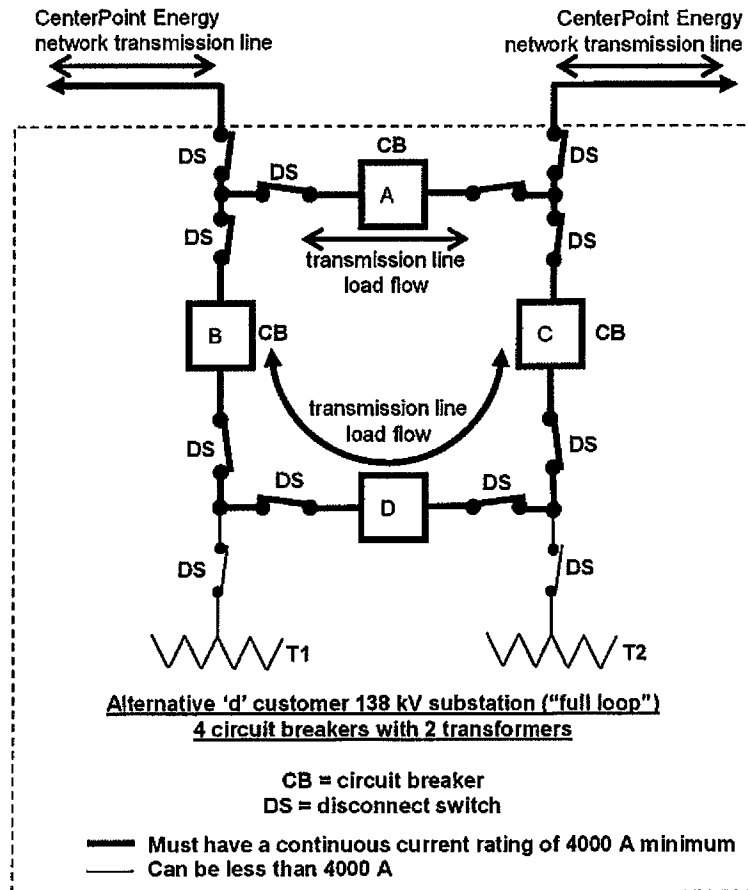 CenterPoint Energy
network transmission line
CenterPoint Energy
network transmission line
DS
DS
CB
A
DS
DS
transmission line
load flow
DS
B
CB
C
CB
transmission line
load flow
DS
DS
D
DS
DS
DS
DS
T1
T2
Alternative 'd' customer 138 kV substation ("full loop")
4 circuit breakers with 2 transformers
CB = circuit breaker
DS = disconnect switch
Must have a continuous current rating of 4000 A minimum
Can be less than 4000 A